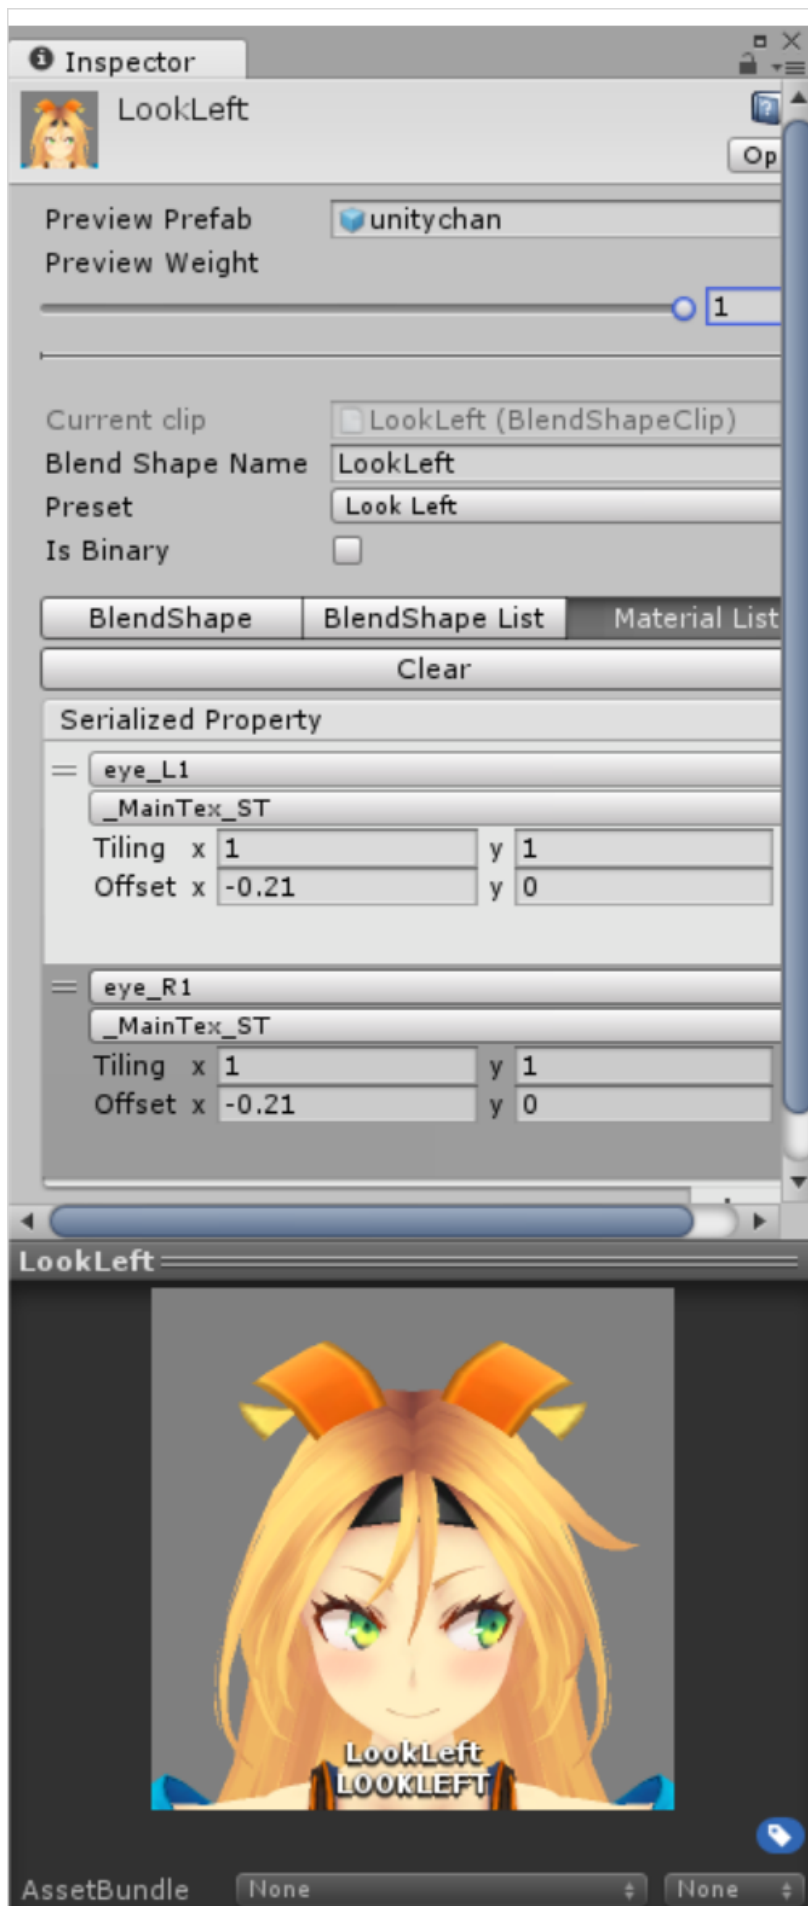 Inspector
LookLeft
Op
Preview Prefab unitychan
Preview Weight
1
Current clip LookLeft (BlendShapeClip)
Blend Shape Name LookLeft
Preset Look Left
Is Binary
BlendShape BlendShape List Material List
Clear
Serialized Property
eye_L1
_MainTex_ST
Tiling x 1 y 1
Offset x -0.21 y 0
eye_R1
_MainTex_ST
Tiling x 1 y 1
Offset x -0.21 y 0
LookLeft
LookLeft
LOOKLEFT
AssetBundle None None